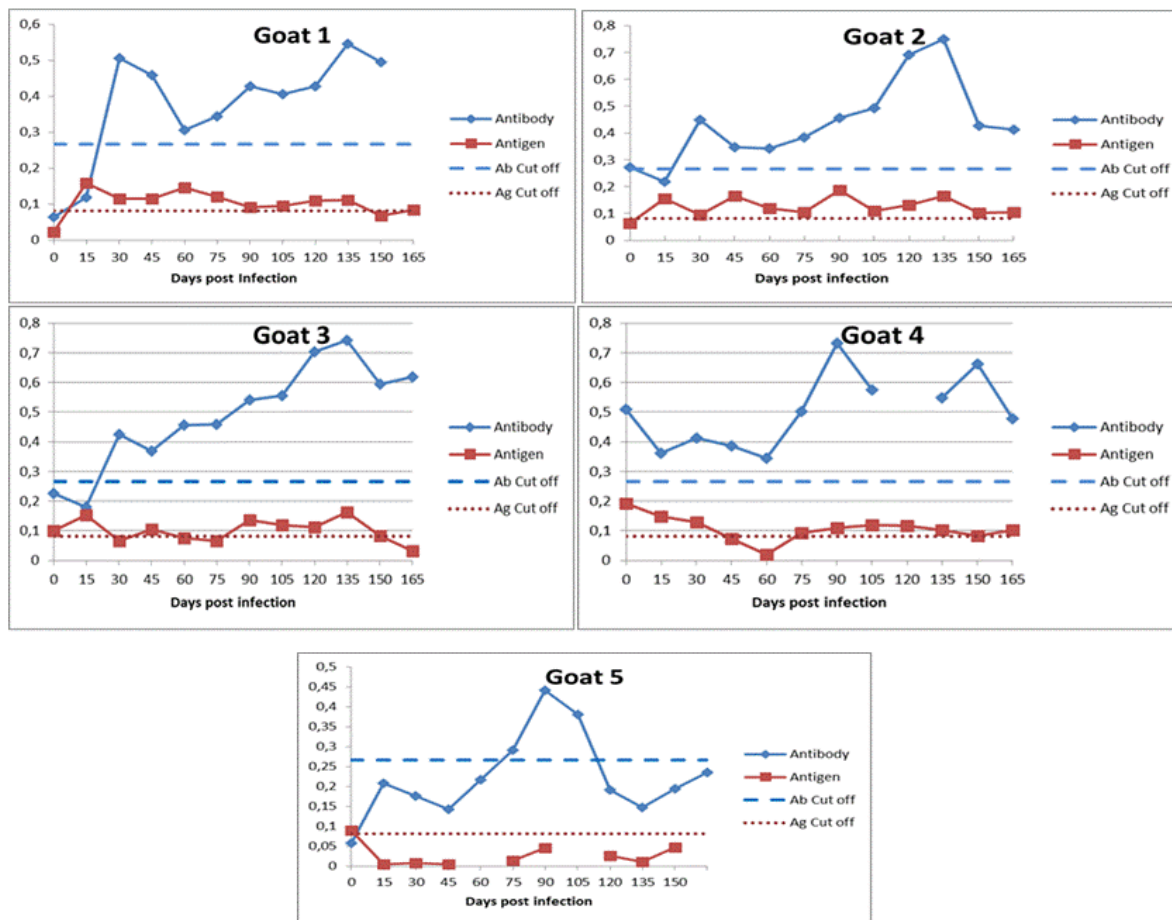 Goat 1
0,6
0,5
0,4
0,3
0,2
0,1
0
0 15 30 45 60 75 90 105 120 135 150 165
Days post Infection
Antibody
Antigen
Ab Cut off
Ag Cut off
Goat 2
0,8
0,7
0,6
0,5
0,4
0,3
0,2
0,1
0
0 15 30 45 60 75 90 105 120 135 150 165
Days post infection
Antibody
Antigen
Ab Cut off
Ag Cut off
Goat 3
0,8
0,7
0,6
0,5
0,4
0,3
0,2
0,1
0
0 15 30 45 60 75 90 105 120 135 150 165
Days post infection
Antibody
Antigen
Ab Cut off
Ag Cut off
Goat 4
0,8
0,7
0,6
0,5
0,4
0,3
0,2
0,1
0
0 15 30 45 60 75 90 105 120 135 150 165
Days post infection
Antibody
Antigen
Ab Cut off
Ag Cut off
Goat 5
0,5
0,45
0,4
0,35
0,3
0,25
0,2
0,15
0,1
0,05
0
0 15 30 45 60 75 90 105 120 135 150
Days post infection
Antibody
Antigen
Ab Cut off
Ag Cut off